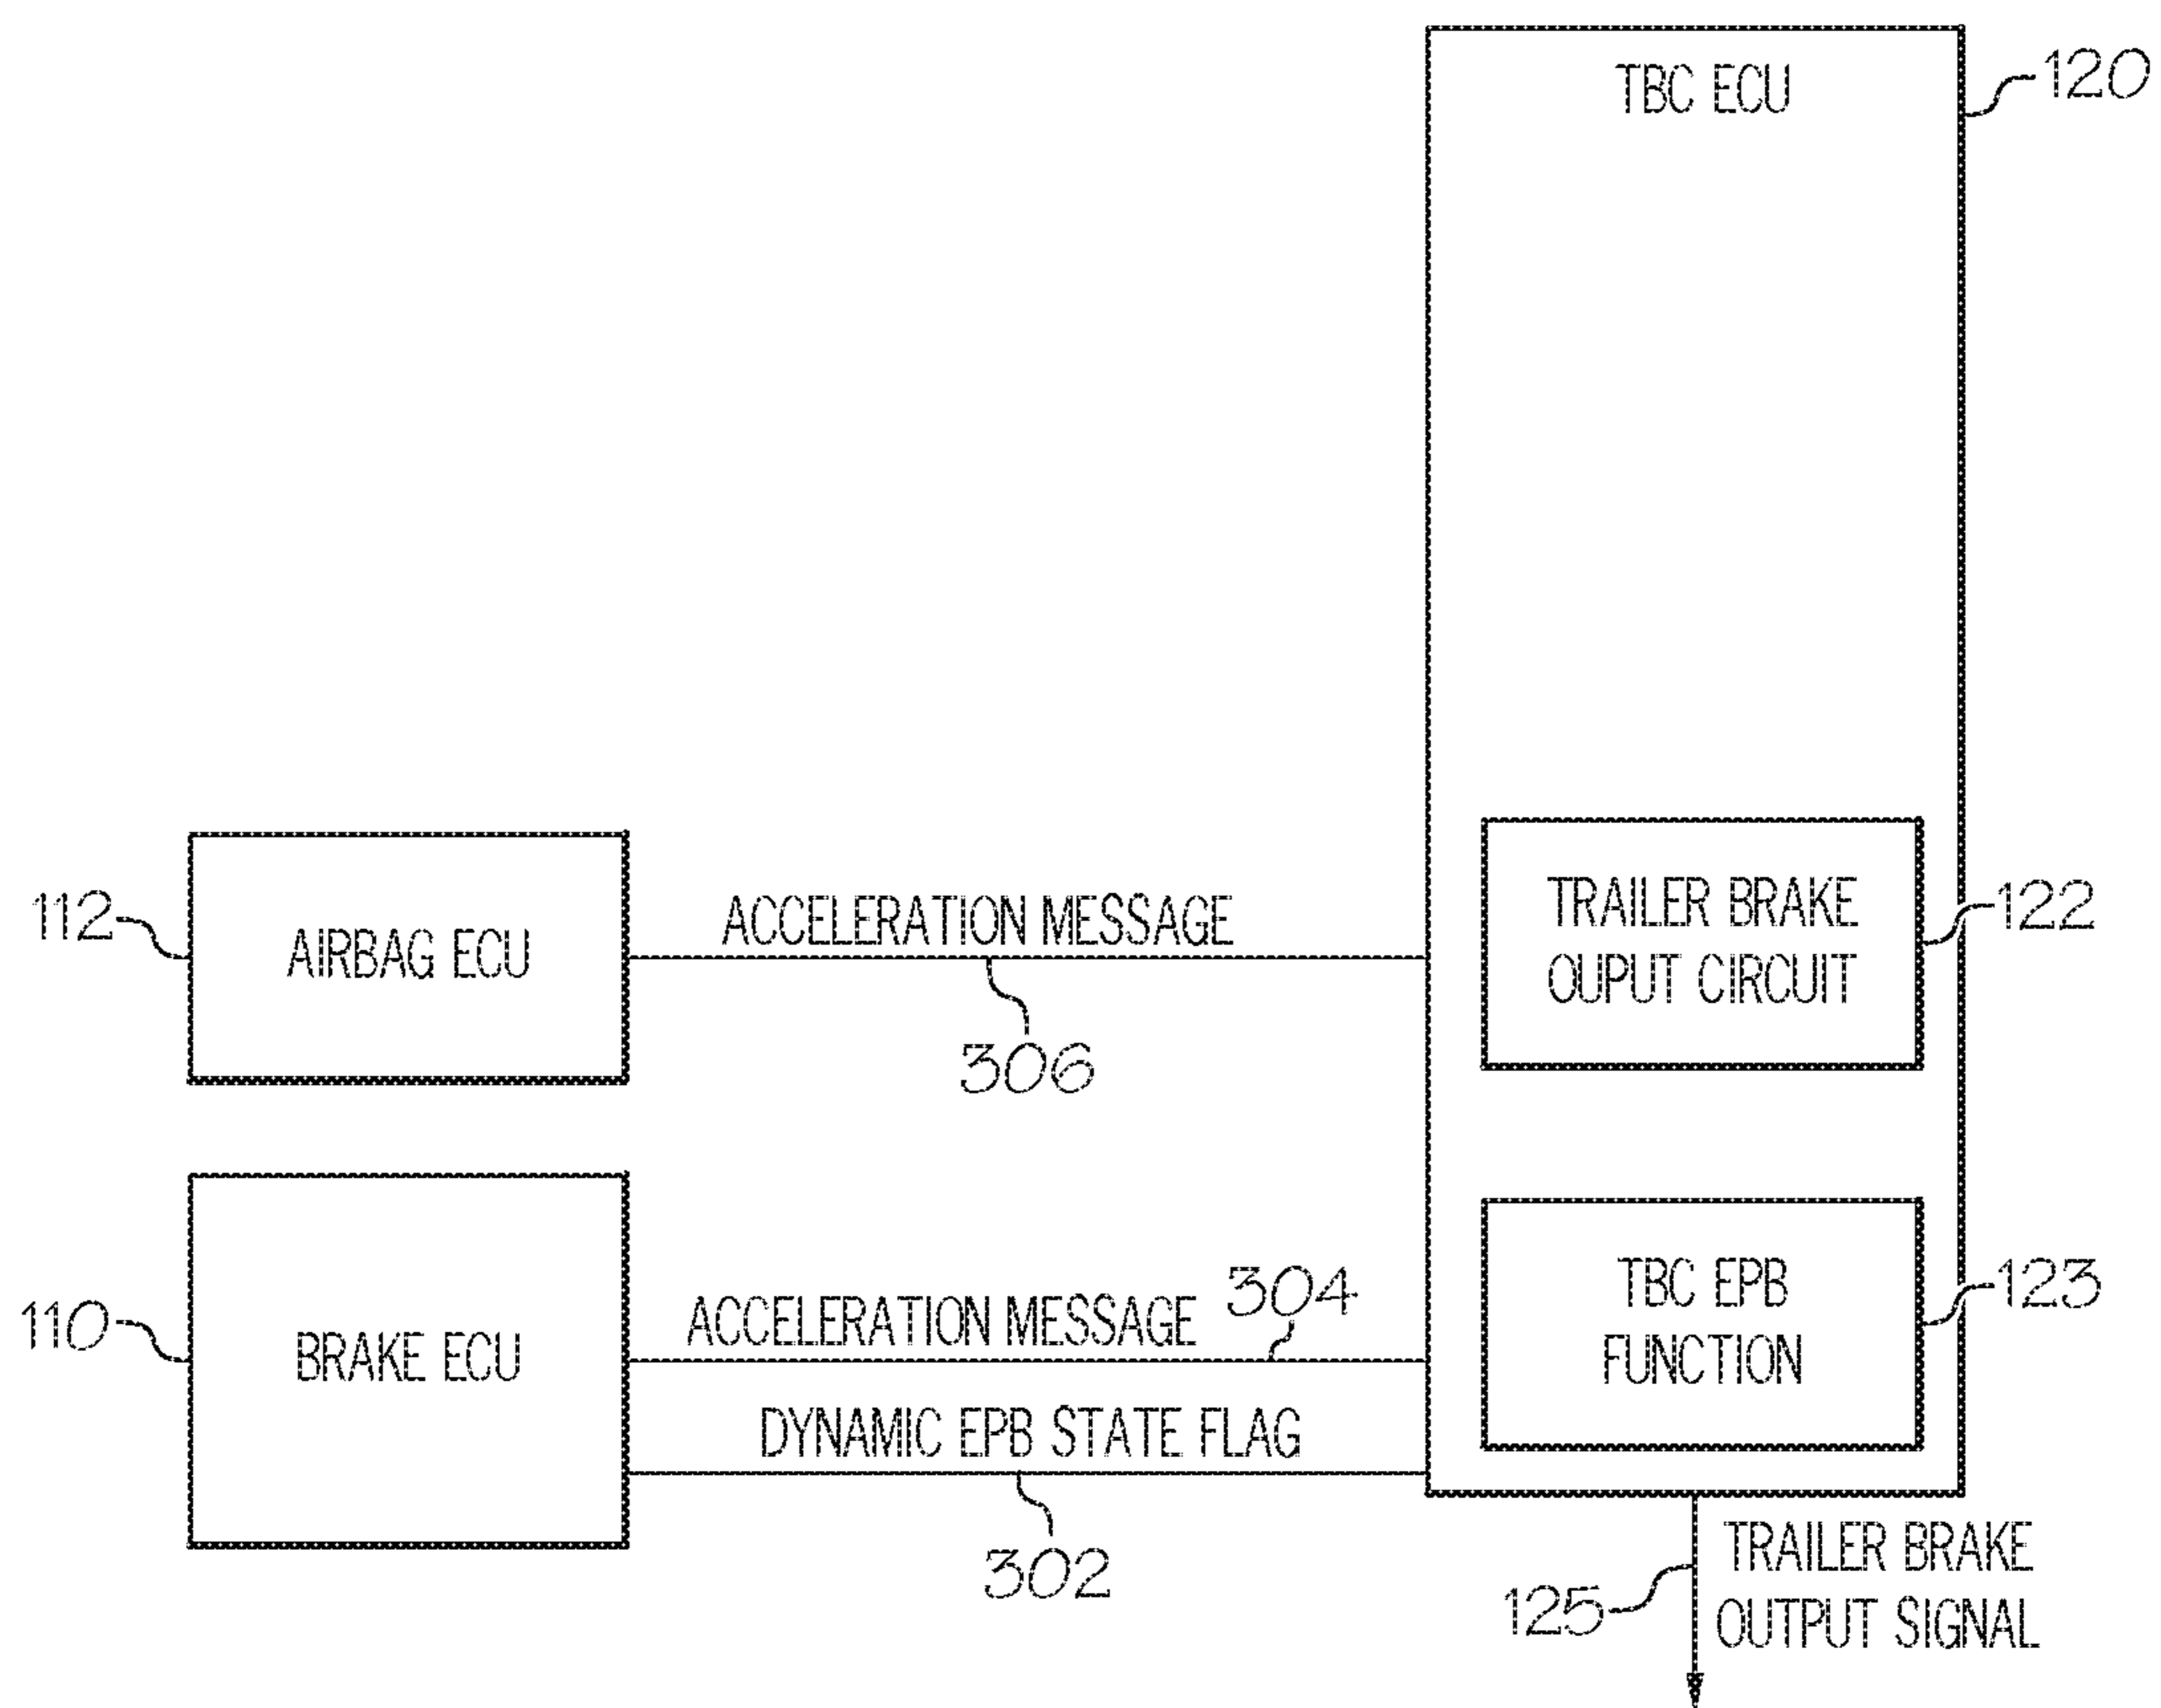 TBC ECU
120
TRAILER BRAKE
OUPUT CIRCUIT
122
112
AIRBAG ECU
ACCELERATION MESSAGE
306
TBC EPB
FUNCTION
123
110
BRAKE ECU
ACCELERATION MESSAGE
304
DYNAMIC EPB STATE FLAG
302
125
TRAILER BRAKE
OUTPUT SIGNAL